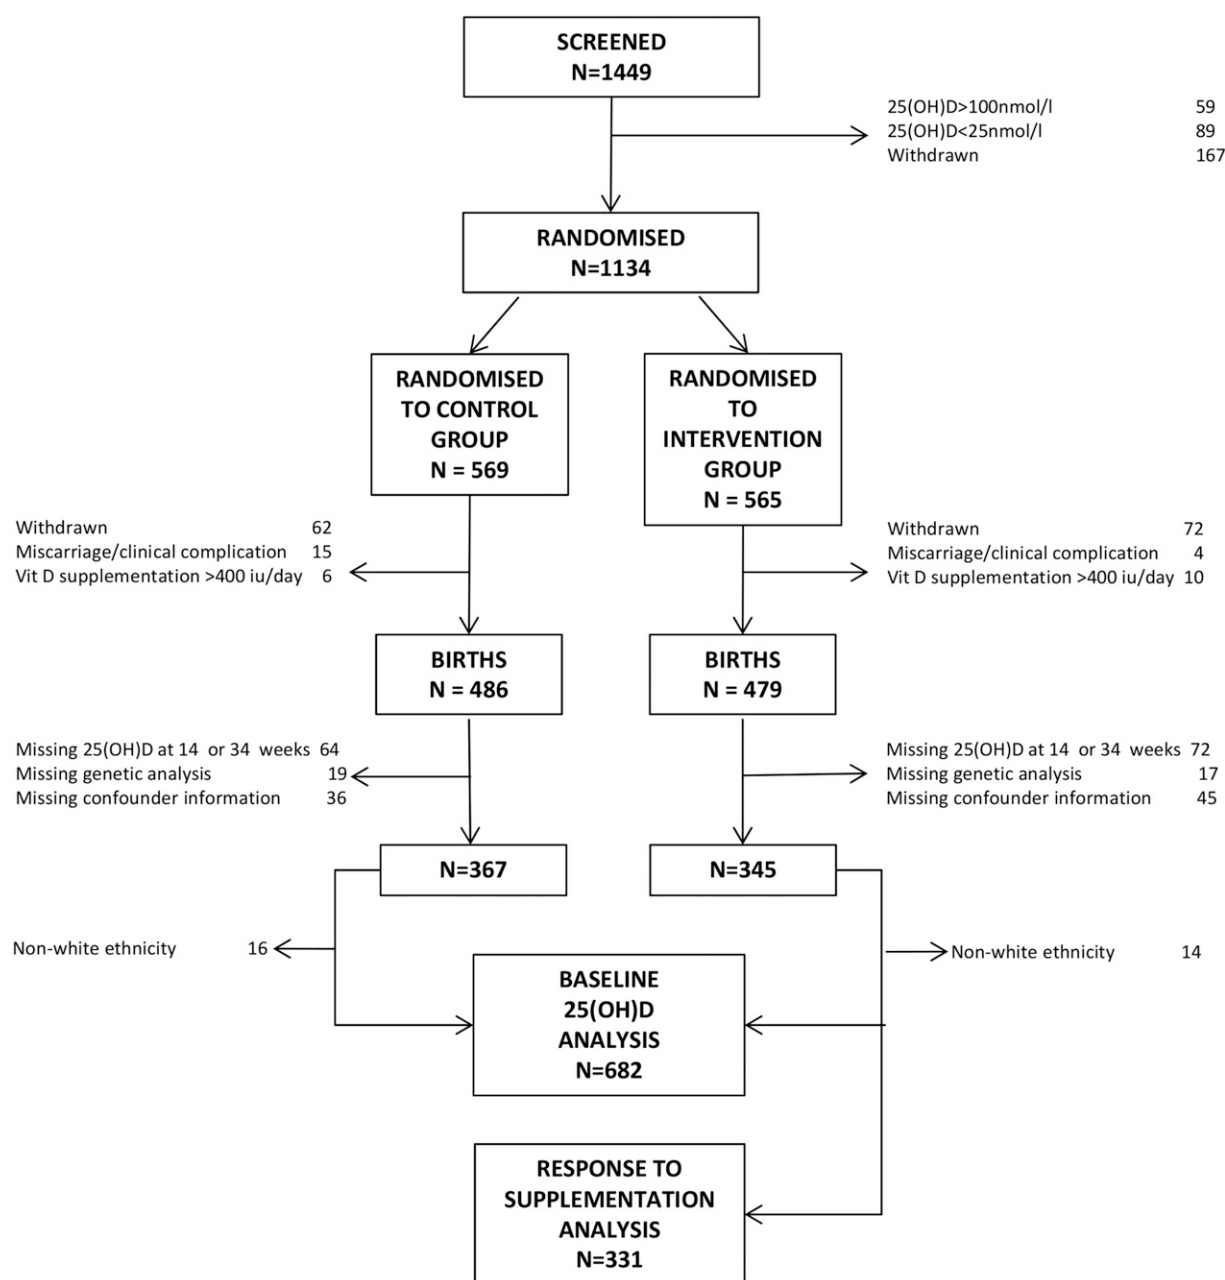 SCREENED
N=1449
25(OH)D>100nmol/l 59
25(OH)D<25nmol/l 89
Withdrawn 167
RANDOMISED
N=1134
RANDOMISED
TO CONTROL
GROUP
N = 569
RANDOMISED
TO
INTERVENTION
GROUP
N = 565
Withdrawn 62
Miscarriage/clinical complication 15
Vit D supplementation >400 iu/day 6
Withdrawn 72
Miscarriage/clinical complication 4
Vit D supplementation >400 iu/day 10
BIRTHS
N = 486
BIRTHS
N = 479
Missing 25(OH)D at 14 or 34 weeks 64
Missing genetic analysis 19
Missing confounder information 36
Missing 25(OH)D at 14 or 34 weeks 72
Missing genetic analysis 17
Missing confounder information 45
N=367
N=345
Non-white ethnicity 16
Non-white ethnicity 14
BASELINE
25(OH)D
ANALYSIS
N=682
RESPONSE TO
SUPPLEMENTATION
ANALYSIS
N=331